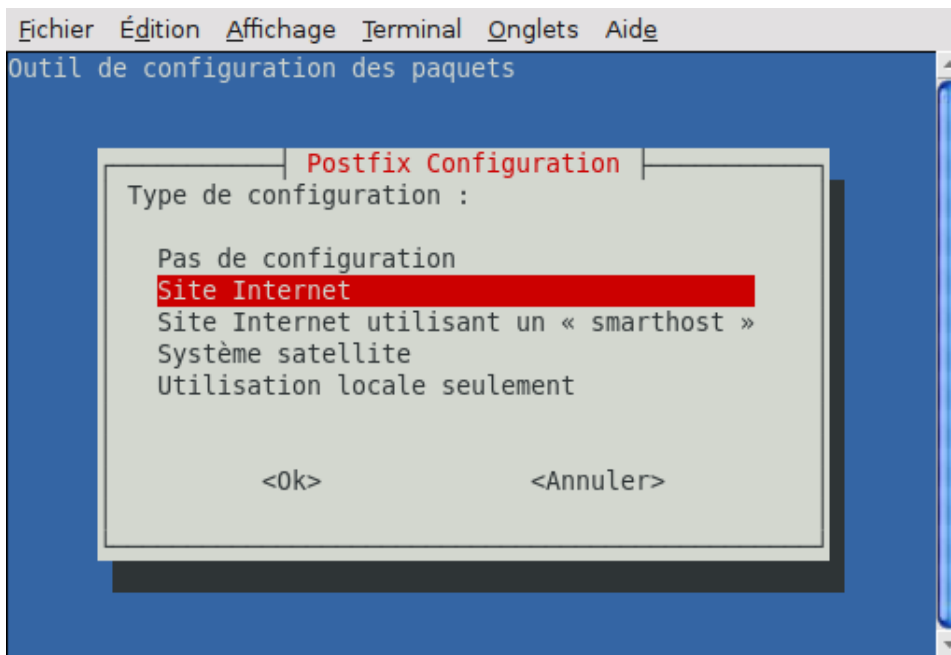 Fichier Édition Affichage Terminal Onglets Aide
Outil de configuration des paquets
Postfix Configuration
Type de configuration :
Pas de configuration
Site Internet
Site Internet utilisant un « smarthost »
Système satellite
Utilisation locale seulement
<Ok> <Annuler>